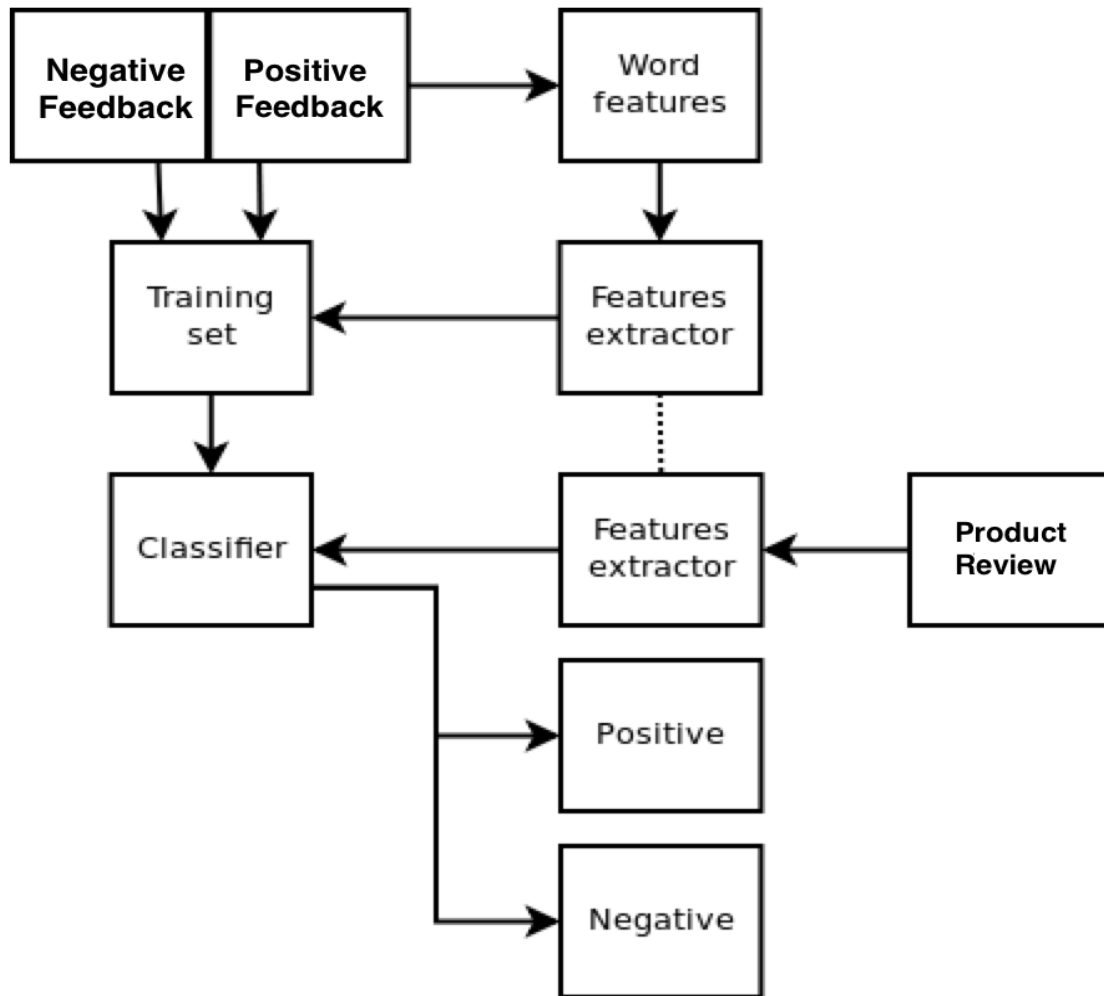 Negative
Feedback
Positive
Feedback
Word
features
Training
set
Features
extractor
Classifier
Features
extractor
Product
Review
Positive
Negative